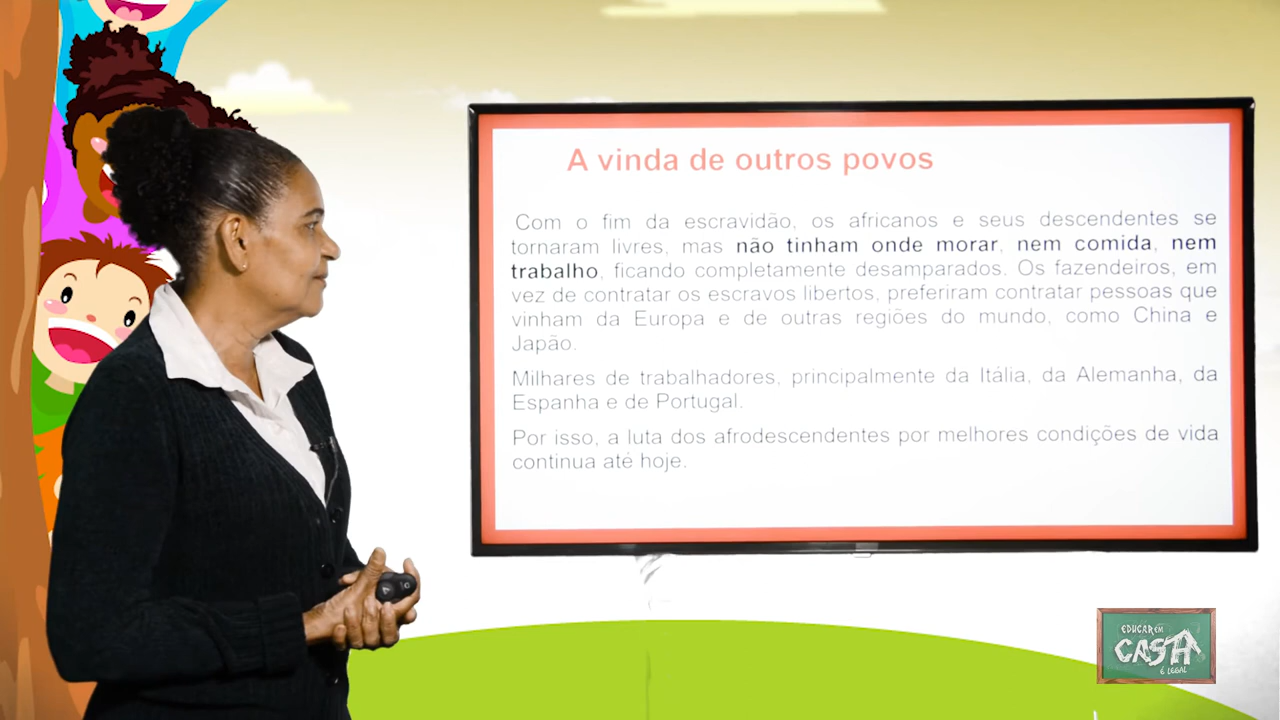 A vinda de outros povos
Com o fim da escravidão, os africanos e seus descendentes se
tornaram livres, mas não tinham onde morar, nem comida, nem
trabalho, ficando completamente desamparados. Os fazendeiros, em
vez de contratar os escravos libertos, preferiram contratar pessoas que
vinham da Europa e de outras regiões do mundo, como China e
Japão.
Milhares de trabalhadores, principalmente da Itália, da Alemanha, da
Espanha e de Portugal.
Por isso, a luta dos afrodescendentes por melhores condições de vida
continua até hoje.
EDUCAR EM
CASA
É LEGAL